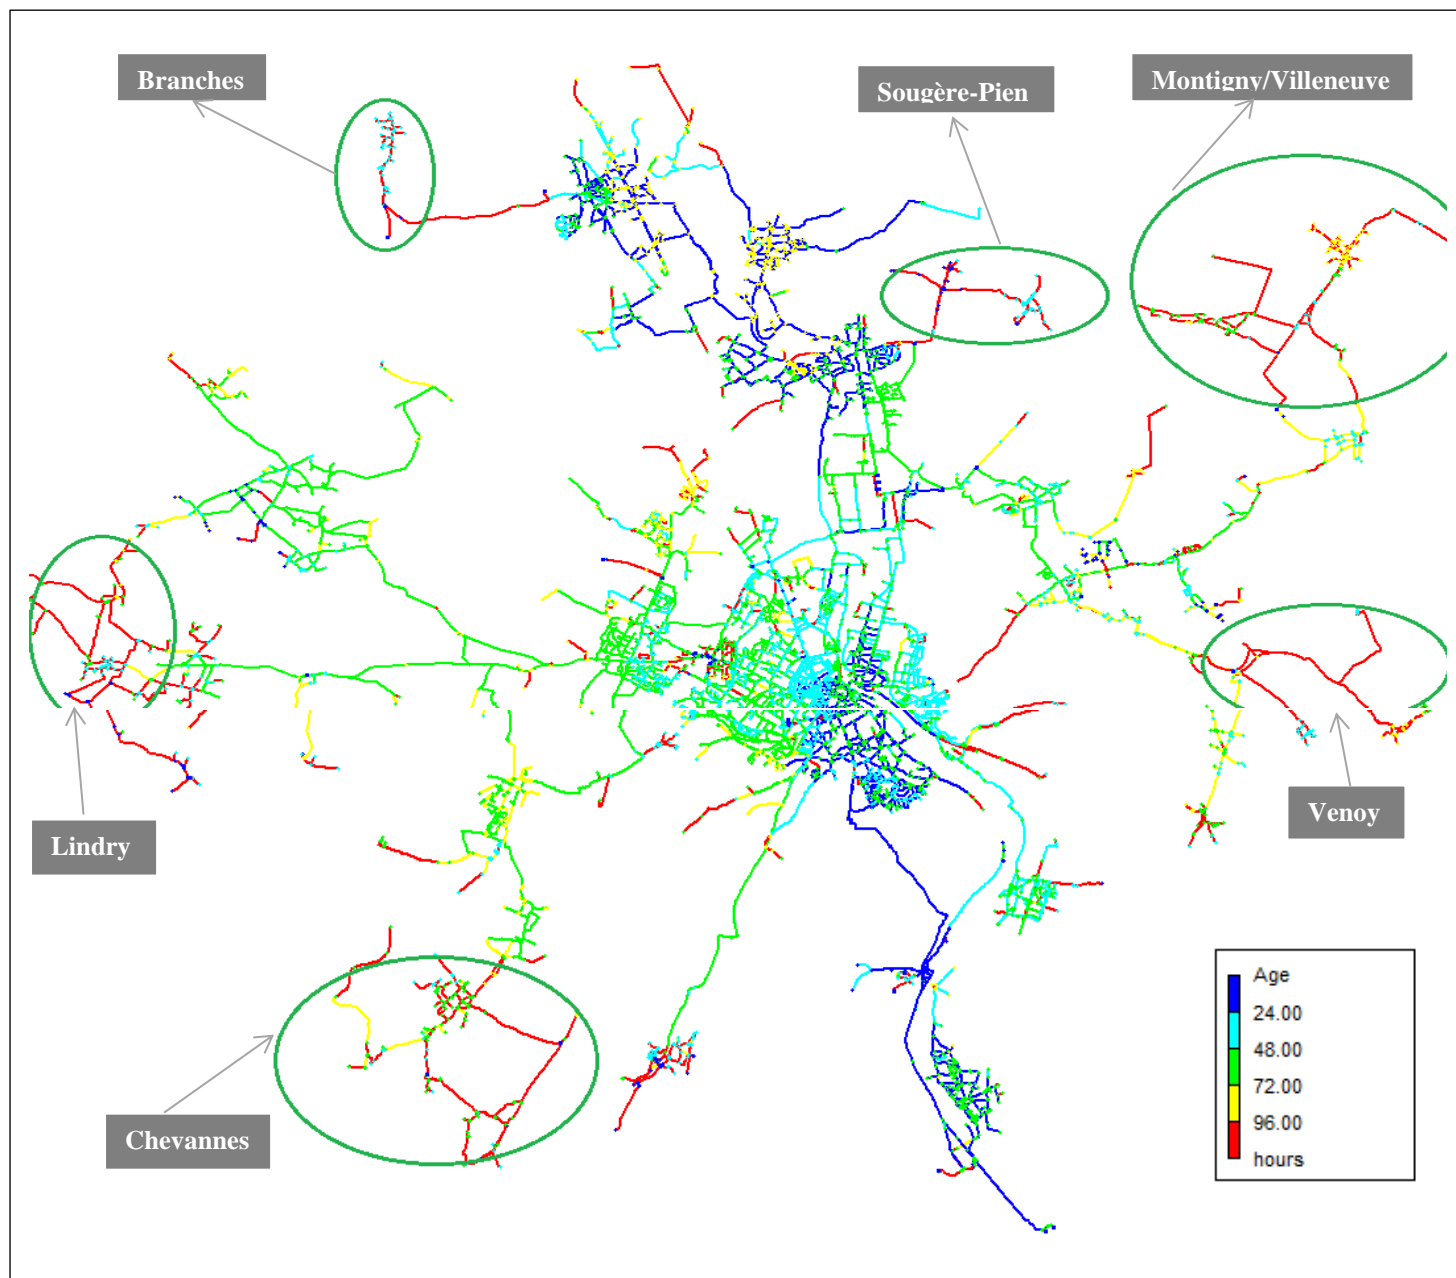 Branches
Sougère-Pien
Montigny/Villeneuve
Lindry
Venoy
Chevannes
Age
24.00
48.00
72.00
96.00
hours